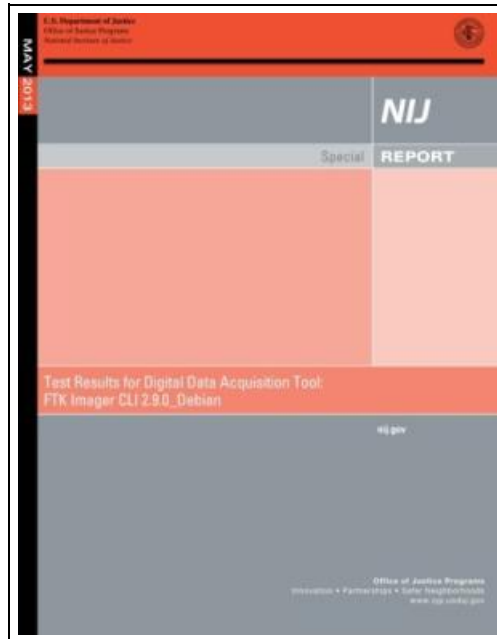 U.S. Department of Justice
Office of Justice Programs
National Institute of Justice
MAY 2013
NIJ
Special REPORT
Test Results for Digital Data Acquisition Tool:
FTK Imager CLI 2.9.0_Debian
nij.gov
Office of Justice Programs
Innovation • Partnerships • Safer Neighborhoods
www.ojp.usdoj.gov